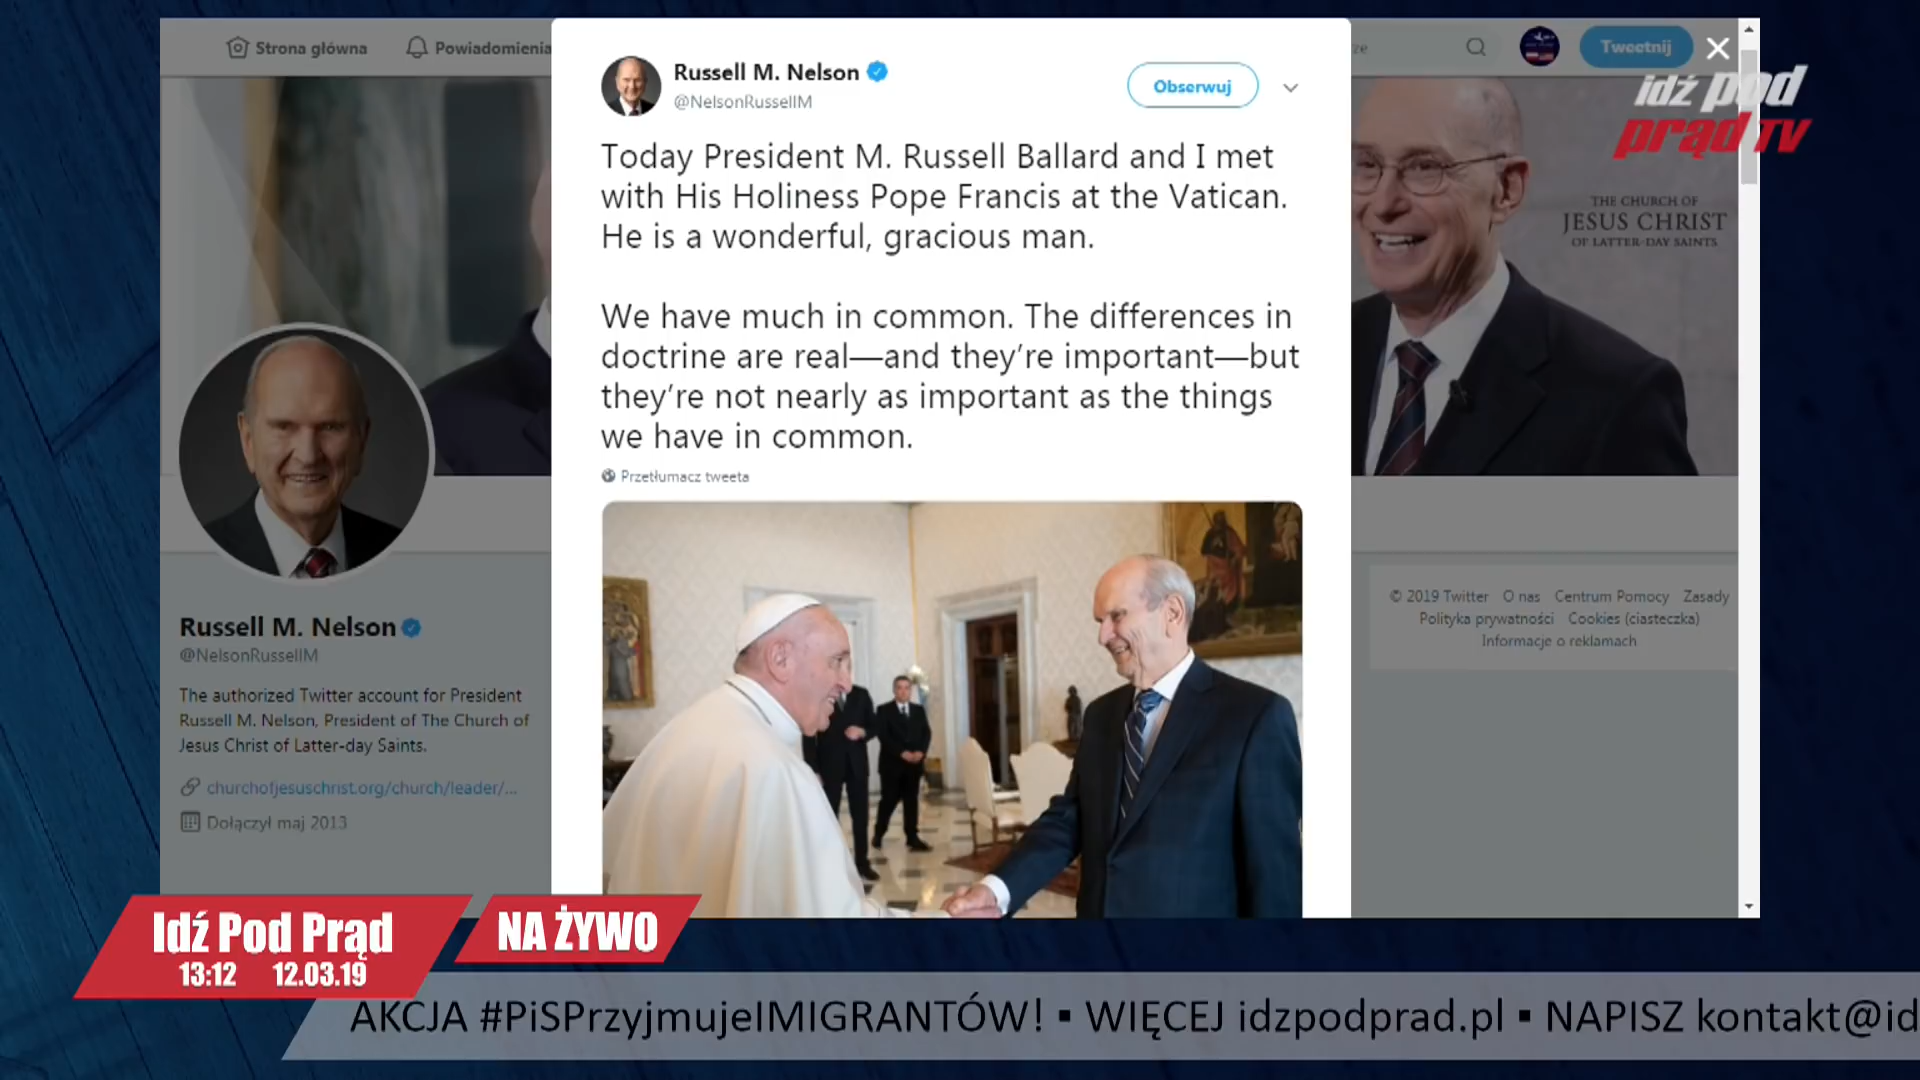 Strona główna
Powiadomienia
ze
Tweetnij
idź pod
prąd TV
Russell M. Nelson
@NelsonRussellM
Obserwuj
Today President M. Russell Ballard and I met
with His Holiness Pope Francis at the Vatican.
He is a wonderful, gracious man.
We have much in common. The differences in
doctrine are real—and they're important—but
they're not nearly as important as the things
we have in common.
Przetłumacz tweeta
THE CHURCH OF
JESUS CHRIST
OF LATTER-DAY SAINTS
Russell M. Nelson
@NelsonRussellM
The authorized Twitter account for President
Russell M. Nelson, President of The Church of
Jesus Christ of Latter-day Saints.
churchofjesuschrist.org/church/leader/...
Dołączył maj 2013
© 2019 Twitter O nas Centrum Pomocy Zasady
Polityka prywatności Cookies (ciasteczka)
Informacje o reklamach
Idź Pod Prąd
13:12 12.03.19
NA ŻYWO
AKCJA #PiSPrzyjmujeIMIGRANTÓW! ▪ WIĘCEJ idzpodprad.pl ▪ NAPISZ kontakt@id